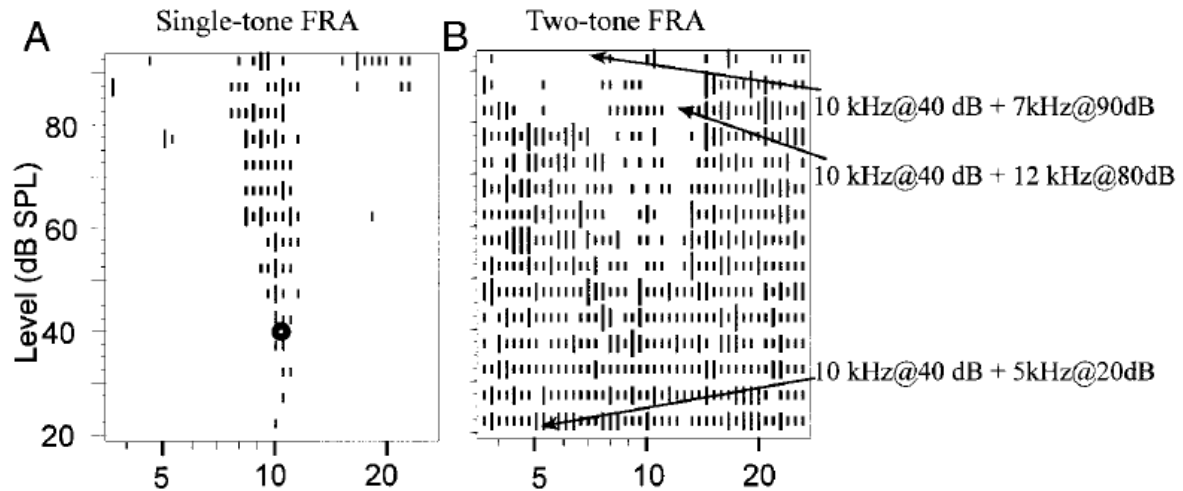 A
Single-tone FRA
B
Two-tone FRA
10 kHz@40 dB + 7kHz@90dB
10 kHz@40 dB + 12 kHz@80dB
10 kHz@40 dB + 5kHz@20dB
Level (dB SPL)
80
60
40
20
5
10
20
5
10
20